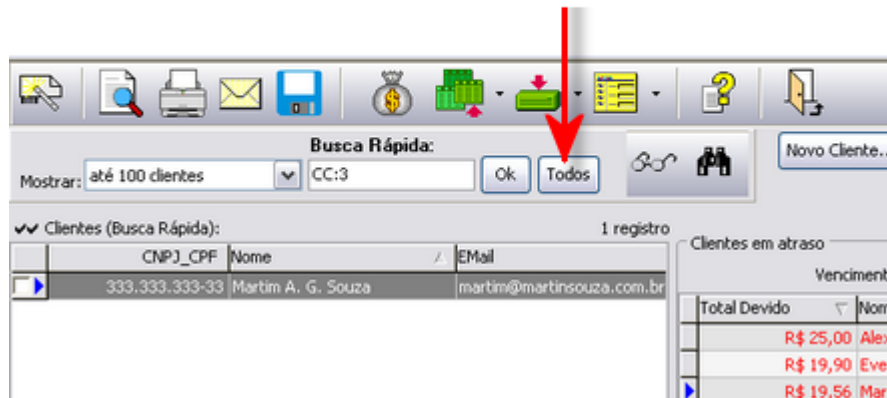 Busca Rápida:
Mostrar: até 100 clientes CC:3 Ok Todos Novo Cliente..
Clientes (Busca Rápida): 1 registro
Clientes em atraso
CNPJ_CPF Nome EMail
333.333.333-33 Martim A. G. Souza martim@martinsouza.com.br
Venciment
Total Devido Nom
R$ 25,00 Alex
R$ 19,90 Eve
R$ 19,56 Mar